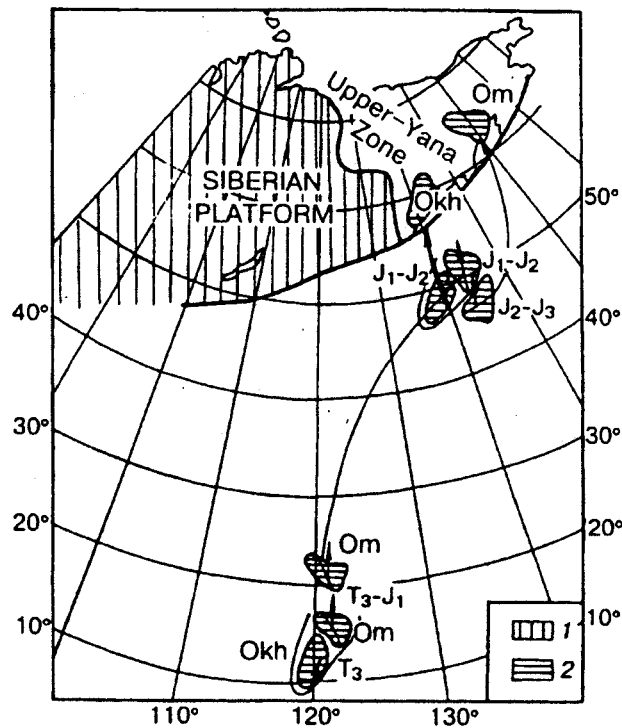 Om
Upper-Yana
Zone
SIBERIAN
PLATFORM
Okh
50°
J₁-J₂
J₁-J₂
J₂-J₃
40°
40°
30°
30°
20°
20°
Om
T₃-J₁
10°
10°
1
Om
Okh
T₃
2
110°
120°
130°